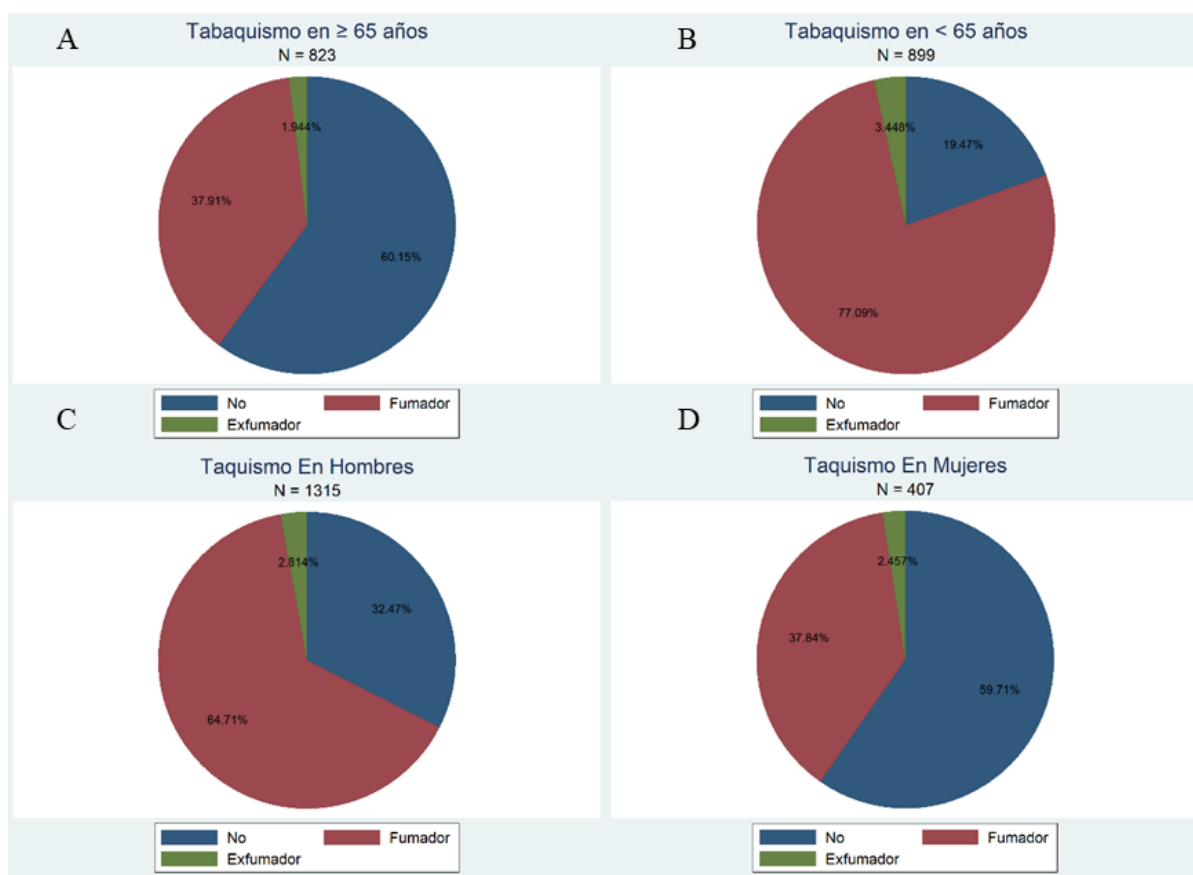 A
Tabaquismo en ≥ 65 años
N = 823
1.944%
37.91%
60.15%
No
Fumador
Exfumador
B
Tabaquismo en < 65 años
N = 899
3.448%
19.47%
77.09%
No
Fumador
Exfumador
C
Taquismo En Hombres
N = 1315
2.814%
32.47%
64.71%
No
Fumador
Exfumador
D
Taquismo En Mujeres
N = 407
2.457%
37.84%
59.71%
No
Fumador
Exfumador